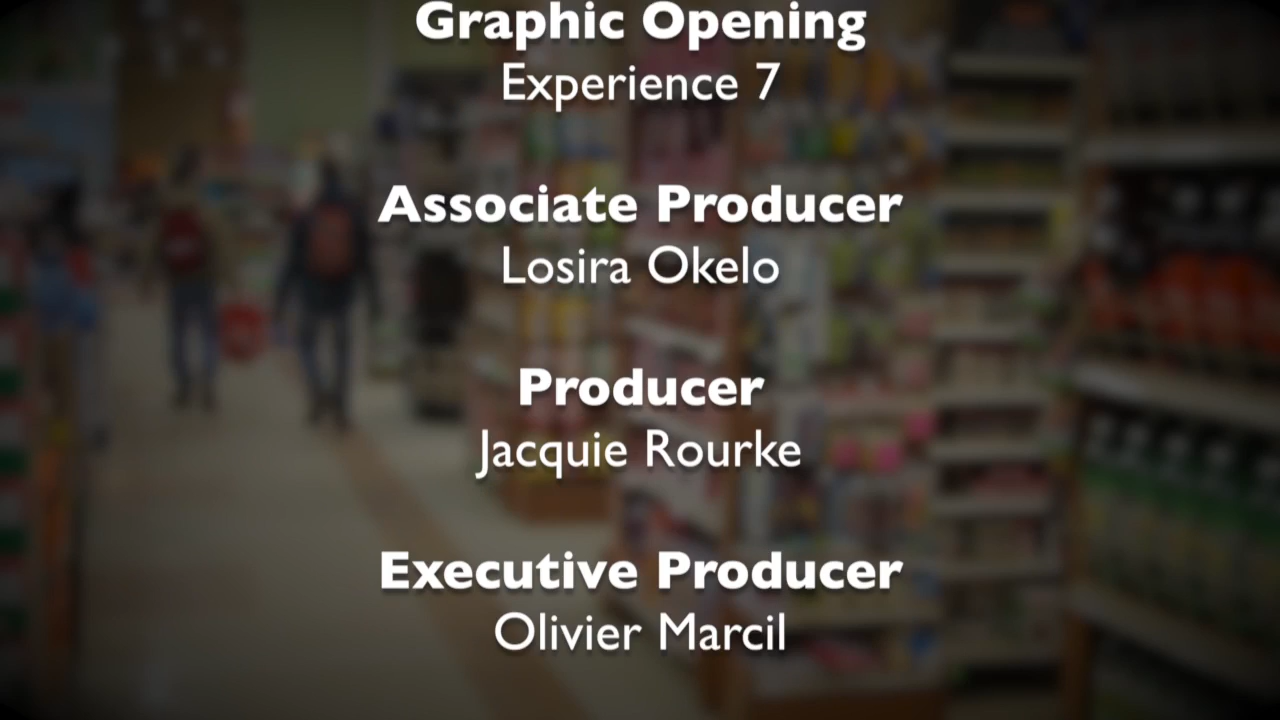 Graphic Opening
Experience 7
Associate Producer
Losira Okelo
Producer
Jacquie Rourke
Executive Producer
Olivier Marcil